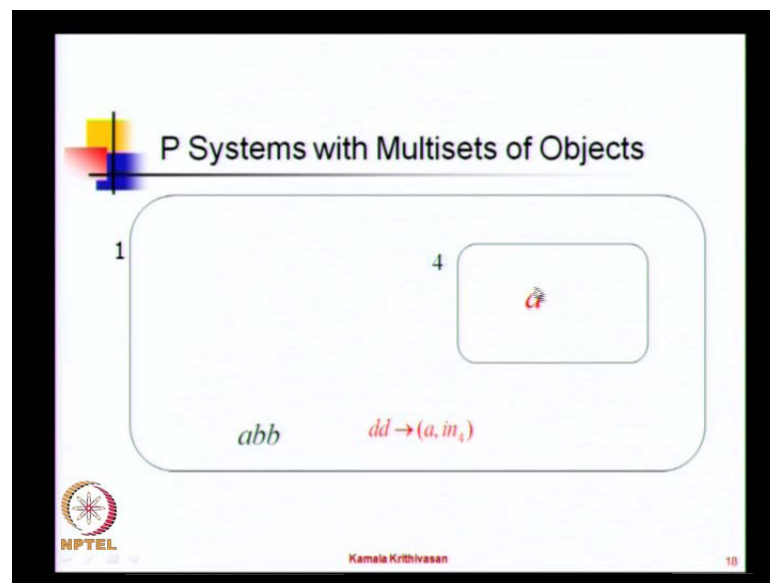 P Systems with Multisets of Objects
1
4
a
abb dd → (a, in₄)
NPTEL
Kamala Krithivasan
18